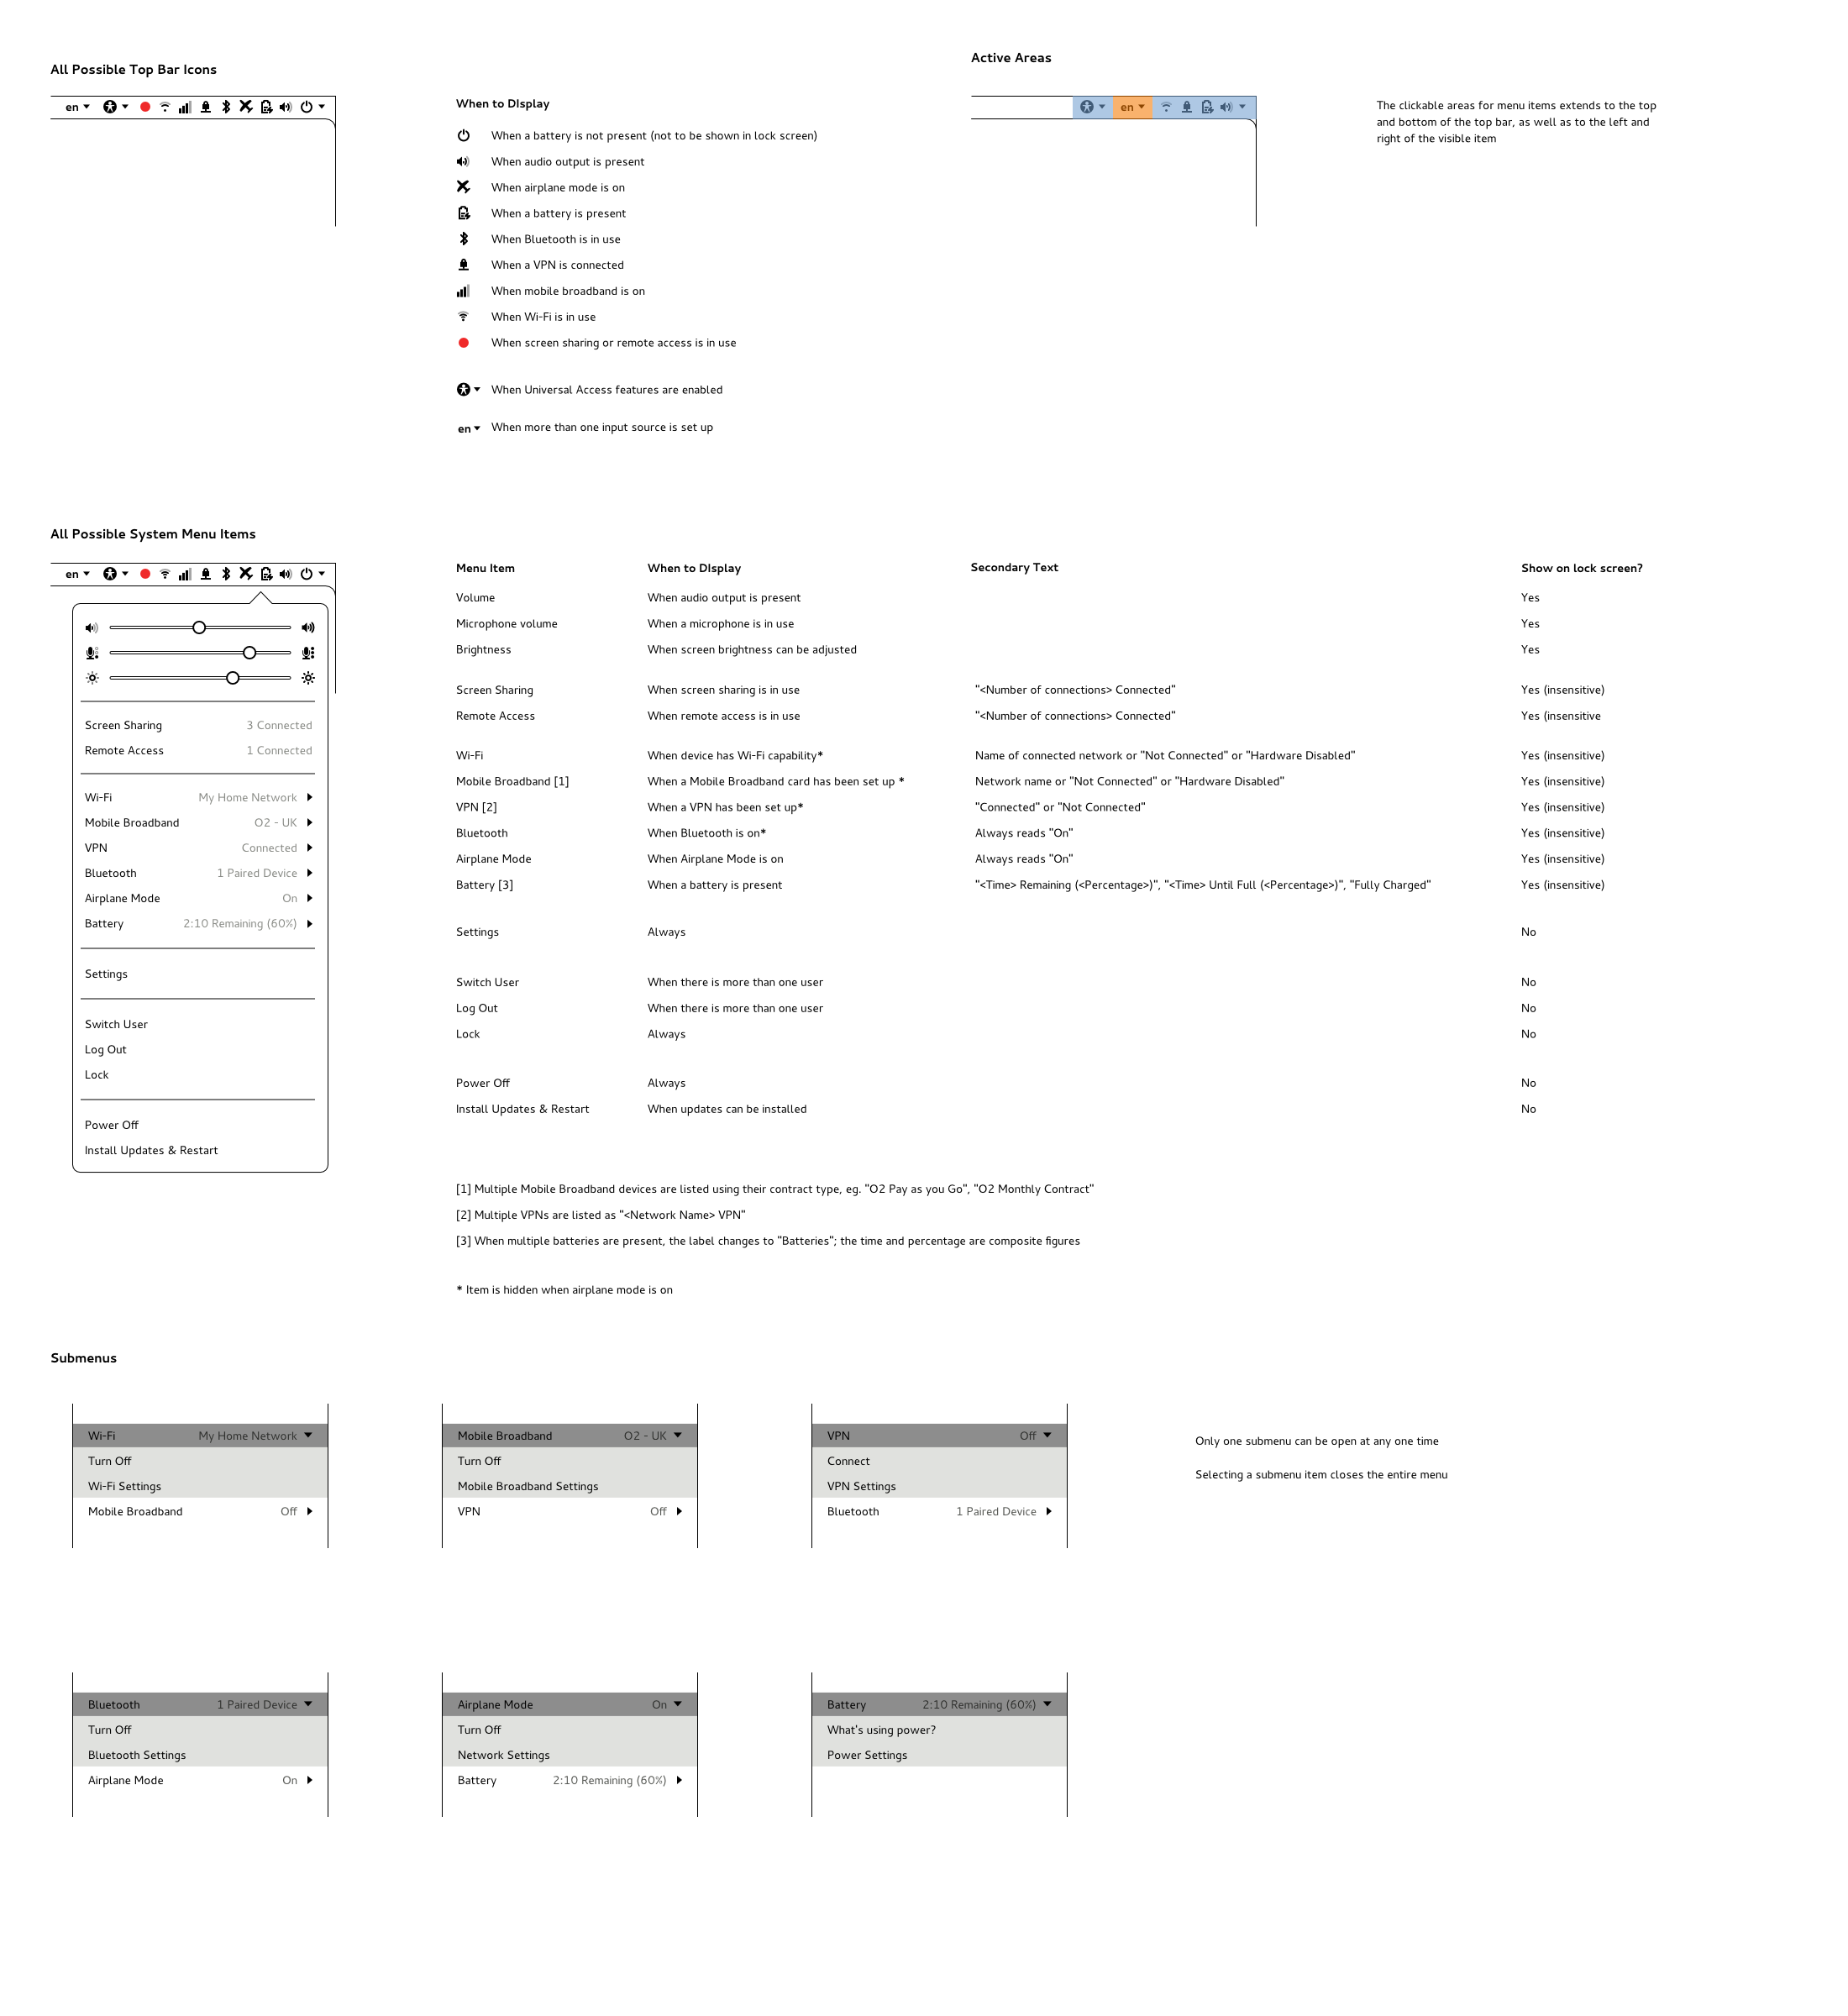 All Possible Top Bar Icons
Active Areas
en
When to DIsplay
When a battery is not present (not to be shown in lock screen)
When audio output is present
When airplane mode is on
When a battery is present
When Bluetooth is in use
When a VPN is connected
When mobile broadband is on
When Wi-Fi is in use
When screen sharing or remote access is in use
When Universal Access features are enabled
en When more than one input source is set up
en
The clickable areas for menu items extends to the top
and bottom of the top bar, as well as to the left and
right of the visible item
All Possible System Menu Items
en
Screen Sharing 3 Connected
Remote Access 1 Connected
Wi-Fi My Home Network
Mobile Broadband O2 - UK
VPN Connected
Bluetooth 1 Paired Device
Airplane Mode On
Battery 2:10 Remaining (60%)
Settings
Switch User
Log Out
Lock
Power Off
Install Updates & Restart
Menu Item When to DIsplay Secondary Text Show on lock screen?
Volume When audio output is present Yes
Microphone volume When a microphone is in use Yes
Brightness When screen brightness can be adjusted Yes
Screen Sharing When screen sharing is in use "<Number of connections> Connected" Yes (insensitive)
Remote Access When remote access is in use "<Number of connections> Connected" Yes (insensitive
Wi-Fi When device has Wi-Fi capability* Name of connected network or "Not Connected" or "Hardware Disabled" Yes (insensitive)
Mobile Broadband [1] When a Mobile Broadband card has been set up * Network name or "Not Connected" or "Hardware Disabled" Yes (insensitive)
VPN [2] When a VPN has been set up* "Connected" or "Not Connected" Yes (insensitive)
Bluetooth When Bluetooth is on* Always reads "On" Yes (insensitive)
Airplane Mode When Airplane Mode is on Always reads "On" Yes (insensitive)
Battery [3] When a battery is present "<Time> Remaining (<Percentage>)", "<Time> Until Full (<Percentage>)", "Fully Charged" Yes (insensitive)
Settings Always No
Switch User When there is more than one user No
Log Out When there is more than one user No
Lock Always No
Power Off Always No
Install Updates & Restart When updates can be installed No
[1] Multiple Mobile Broadband devices are listed using their contract type, eg. "O2 Pay as you Go", "O2 Monthly Contract"
[2] Multiple VPNs are listed as "<Network Name> VPN"
[3] When multiple batteries are present, the label changes to "Batteries"; the time and percentage are composite figures
* Item is hidden when airplane mode is on
Submenus
Wi-Fi My Home Network
Turn Off
Wi-Fi Settings
Mobile Broadband Off
Mobile Broadband O2 - UK
Turn Off
Mobile Broadband Settings
VPN Off
VPN Off
Connect
VPN Settings
Bluetooth 1 Paired Device
Only one submenu can be open at any one time
Selecting a submenu item closes the entire menu
Bluetooth 1 Paired Device
Turn Off
Bluetooth Settings
Airplane Mode On
Airplane Mode On
Turn Off
Network Settings
Battery 2:10 Remaining (60%)
Battery 2:10 Remaining (60%)
What's using power?
Power Settings